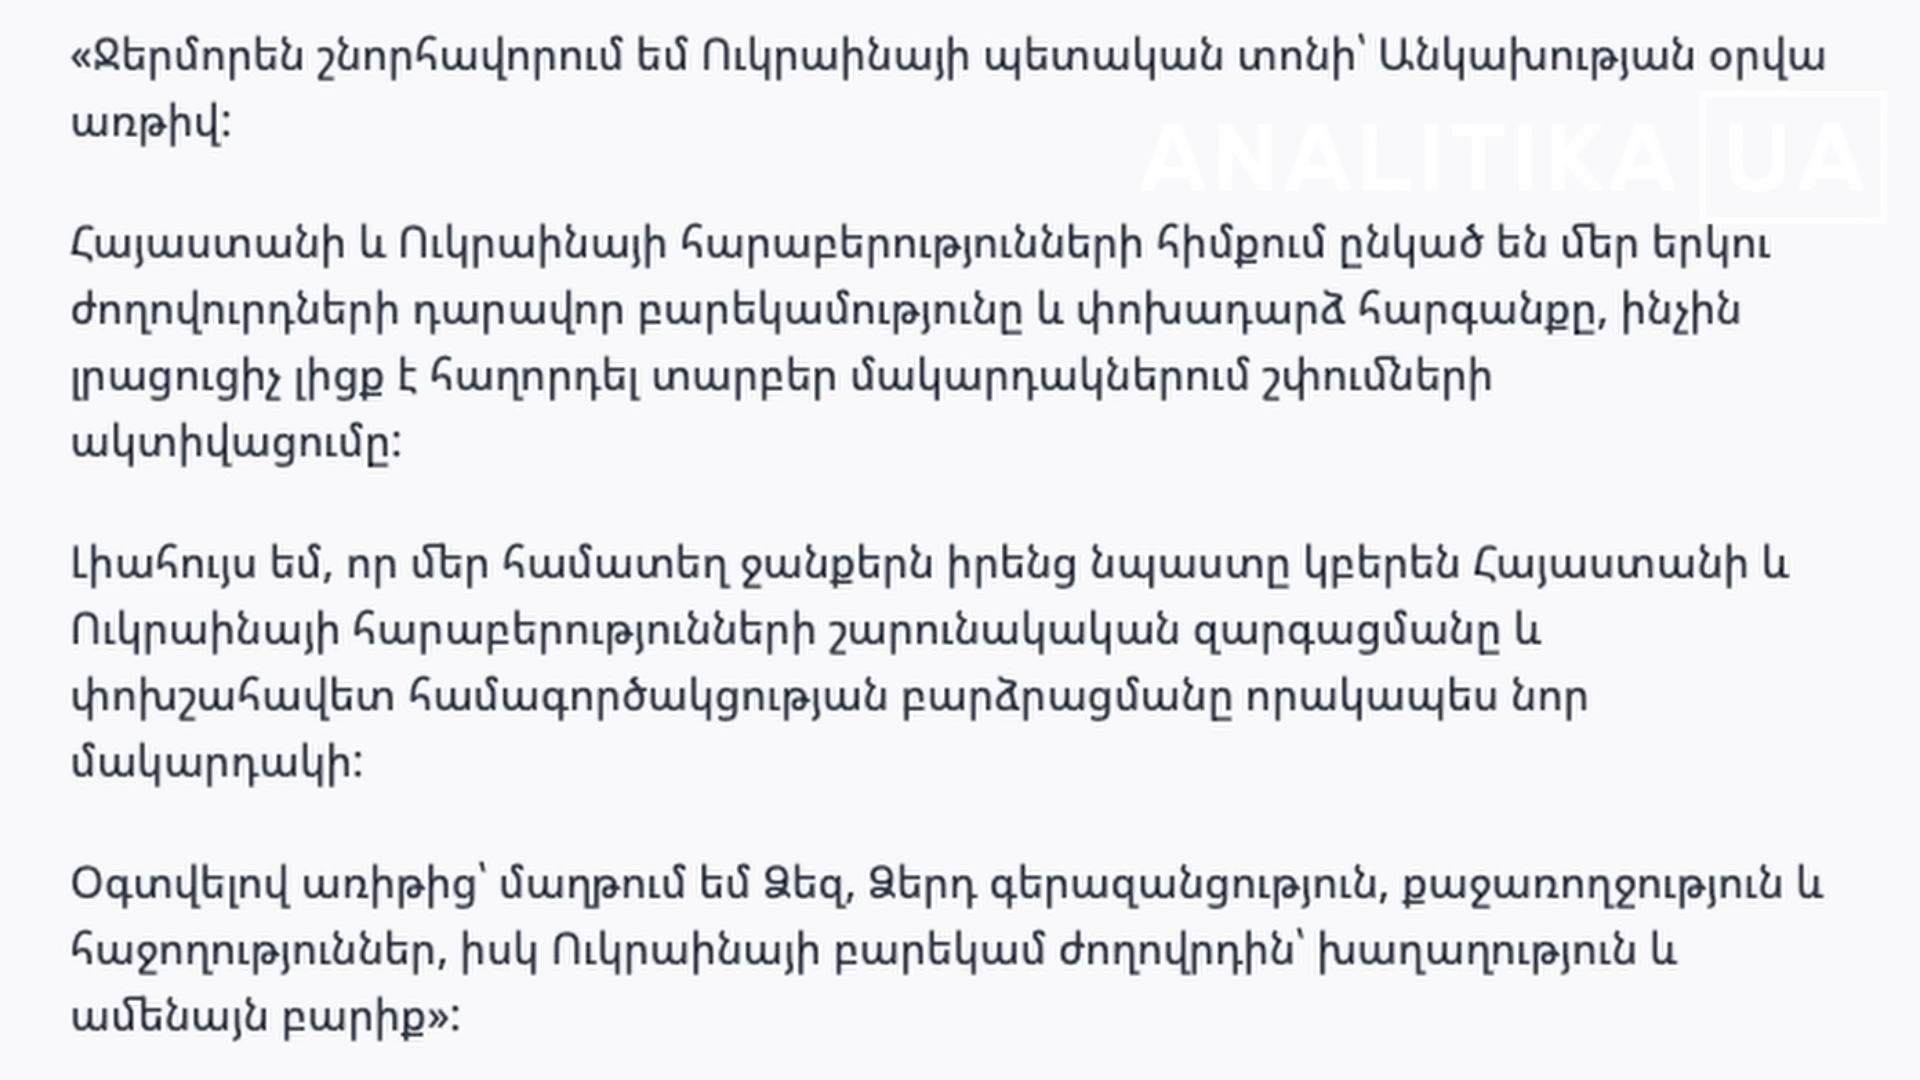 «Ջերմորեն շնորհավորում եմ Ուկրաինայի պետական տոնի՝ Անկախության օրվա
առթիվ:
ANALITIKA UA
Հայաստանի և Ուկրաինայի հարաբերությունների հիմքում ընկած են մեր երկու
ժողովուրդների դարավոր բարեկամությունը և փոխադարձ հարգանքը, ինչին
լրացուցիչ լիցք է հաղորդել տարբեր մակարդակներում շփումների
ակտիվացումը:
Լիահույս եմ, որ մեր համատեղ ջանքերն իրենց նպաստը կբերեն Հայաստանի և
Ուկրաինայի հարաբերությունների շարունակական զարգացմանը և
փոխշահավետ համագործակցության բարձրացմանը որակապես նոր
մակարդակի:
Օգտվելով առիթից՝ մաղթում եմ Ձեզ, Ձերդ գերազանցություն, քաջառողջություն և
հաջողություններ, իսկ Ուկրաինայի բարեկամ ժողովրդին՝ խաղաղություն և
ամենայն բարիք»: